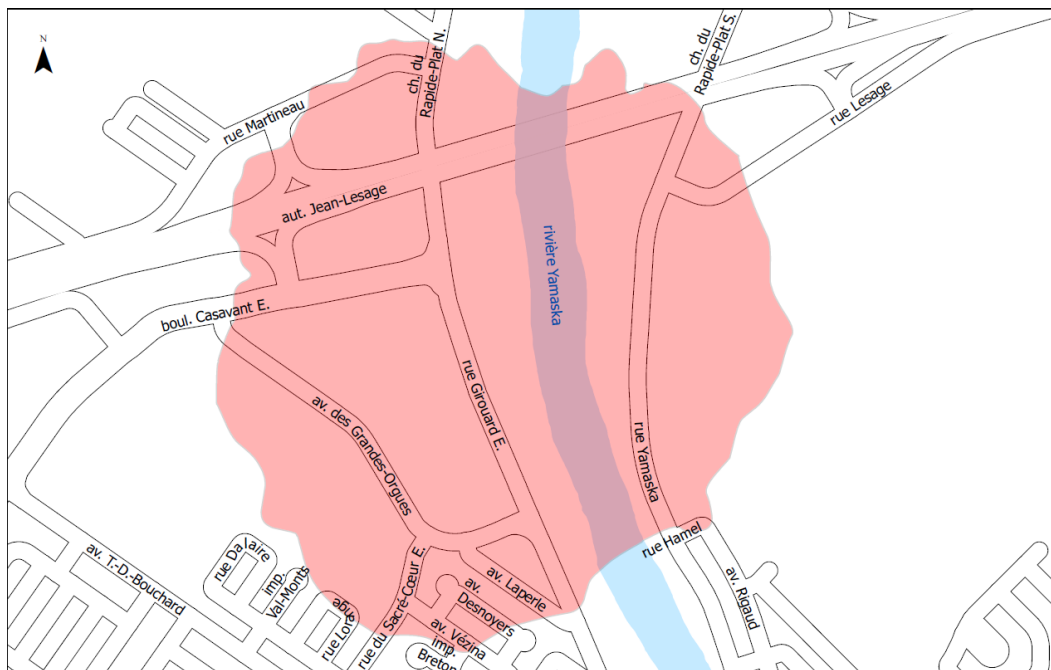 N
ch. du
Rapide-Plat N.
ch. du
Rapide-Plat S.
rue Martineau
rue Lesage
aut. Jean-Lesage
rivière Yamaska
boul. Casavant E.
rue Girouard E.
av. des Grandes-Orgues
rue Yamaska
rue Hamel
av. T.-D.-Bouchard
rue Dalaire
imp.
Val-Monts
rue Lorange
rue du Sacré-Cœur E.
av. Laperle
av.
Desnoyers
av. Vézina
imp.
Breton
av. Rigaud